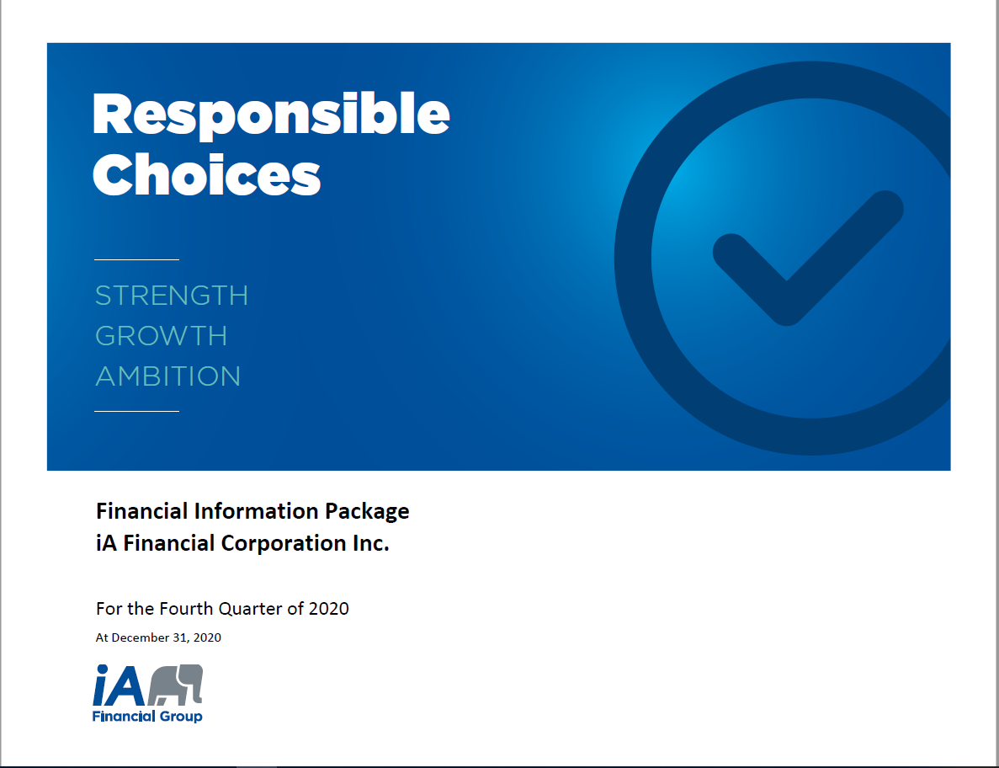 Responsible
Choices
STRENGTH
GROWTH
AMBITION
Financial Information Package
iA Financial Corporation Inc.
For the Fourth Quarter of 2020
At December 31, 2020
iA
Financial Group